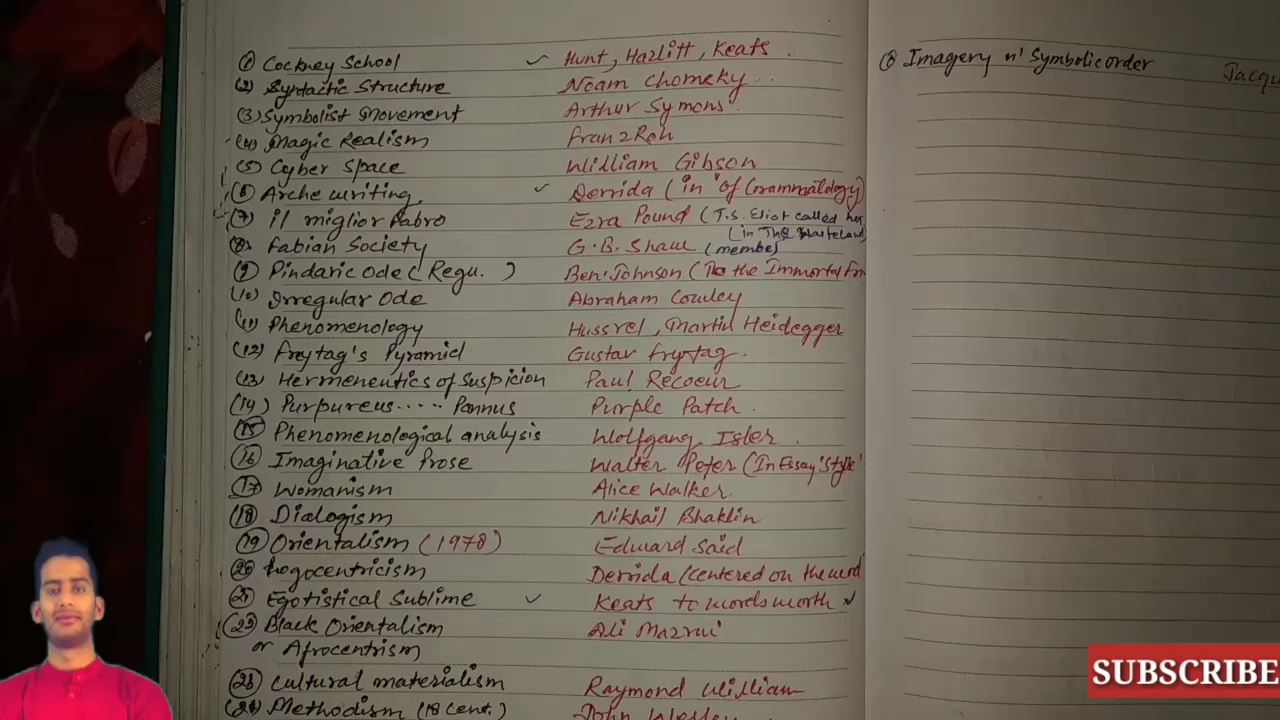 (1) Cockney School ✓ Hunt, Hazlitt, Keats.
(2) Syntactic Structure Noam Chomsky..
(3) Symbolist Movement Arthur Symons.
(4) Magic Realism Franz Roh
(5) Cyber Space William Gibson
(6) Arche writing ✓ Derrida (in 'of Grammatology)
(7) il miglior Fabro Ezra Pound (T.S. Eliot called
(in The Wasteland
(8) Fabian Society G.B. Shaw (member
(9) Pindaric Ode (Regu. ) Ben Johnson (To the Immortal
(10) Irregular Ode Abraham Cowley
(11) Phenomenology Hussrel, Martin Heidegger
(12) Freytag's Pyramid Gustav Frytag.
(13) Hermeneutics of Suspicion Paul Recoeur
(14) Purpureus ..... Pannus Purple Patch.
(15) Phenomenological analysis Wolfgang Isler.
(16) Imaginative Prose Walter Peter (In Essay 'Style'
(17) Womanism Alice Walker
(18) Dialogism Nikhail Bhaktin
(19) Orientalism (1978) Edward Said
(20) Logocentricism Derrida (centered on the word
(21) Egotistical Sublime ✓ Keats to wordsworth ✓
Black Orientalism Ali Mazrui
or Afrocentrism
(23) Cultural materialism Raymond William
(24) Methodism (18 Cent.) John Wesley
Imagery n' Symbolic order Jacqu
SUBSCRIBE